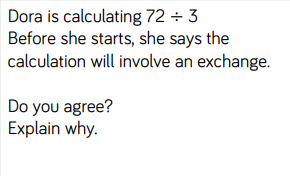 Dora is calculating 72 ÷ 3
Before she starts, she says the
calculation will involve an exchange.
Do you agree?
Explain why.